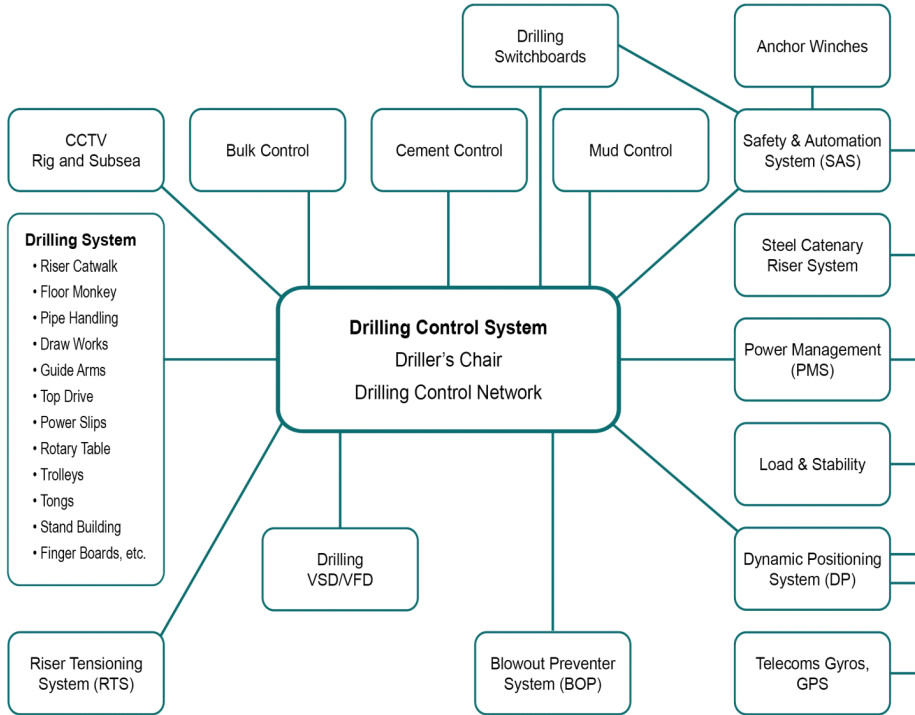 Drilling
Switchboards
Anchor Winches
CCTV
Rig and Subsea
Bulk Control
Cement Control
Mud Control
Safety & Automation
System (SAS)
Drilling System
• Riser Catwalk
• Floor Monkey
• Pipe Handling
• Draw Works
• Guide Arms
• Top Drive
• Power Slips
• Rotary Table
• Trolleys
• Tongs
• Stand Building
• Finger Boards, etc.
Steel Catenary
Riser System
Drilling Control System
Driller's Chair
Drilling Control Network
Power Management
(PMS)
Load & Stability
Drilling
VSD/VFD
Dynamic Positioning
System (DP)
Riser Tensioning
System (RTS)
Blowout Preventer
System (BOP)
Telecoms Gyros,
GPS